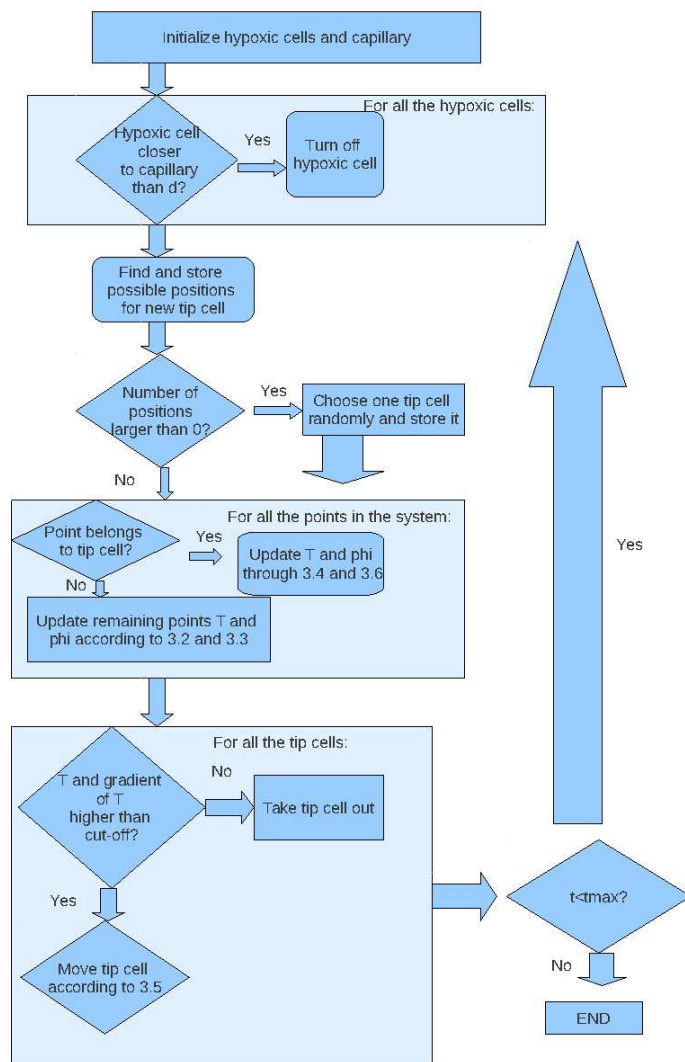 Initialize hypoxic cells and capillary
For all the hypoxic cells:
Hypoxic cell
closer
to capillary
than d?
Yes
Turn off
hypoxic cell
Find and store
possible positions
for new tip cell
Number of
positions
larger than 0?
Yes
Choose one tip cell
randomly and store it
No
For all the points in the system:
Point belongs
to tip cell?
Yes
Update T and phi
through 3.4 and 3.6
No
Update remaining points T and
phi according to 3.2 and 3.3
Yes
For all the tip cells:
T and gradient
of T
higher than
cut-off?
No
Take tip cell out
Yes
Move tip cell
according to 3.5
t<tmax?
No
END